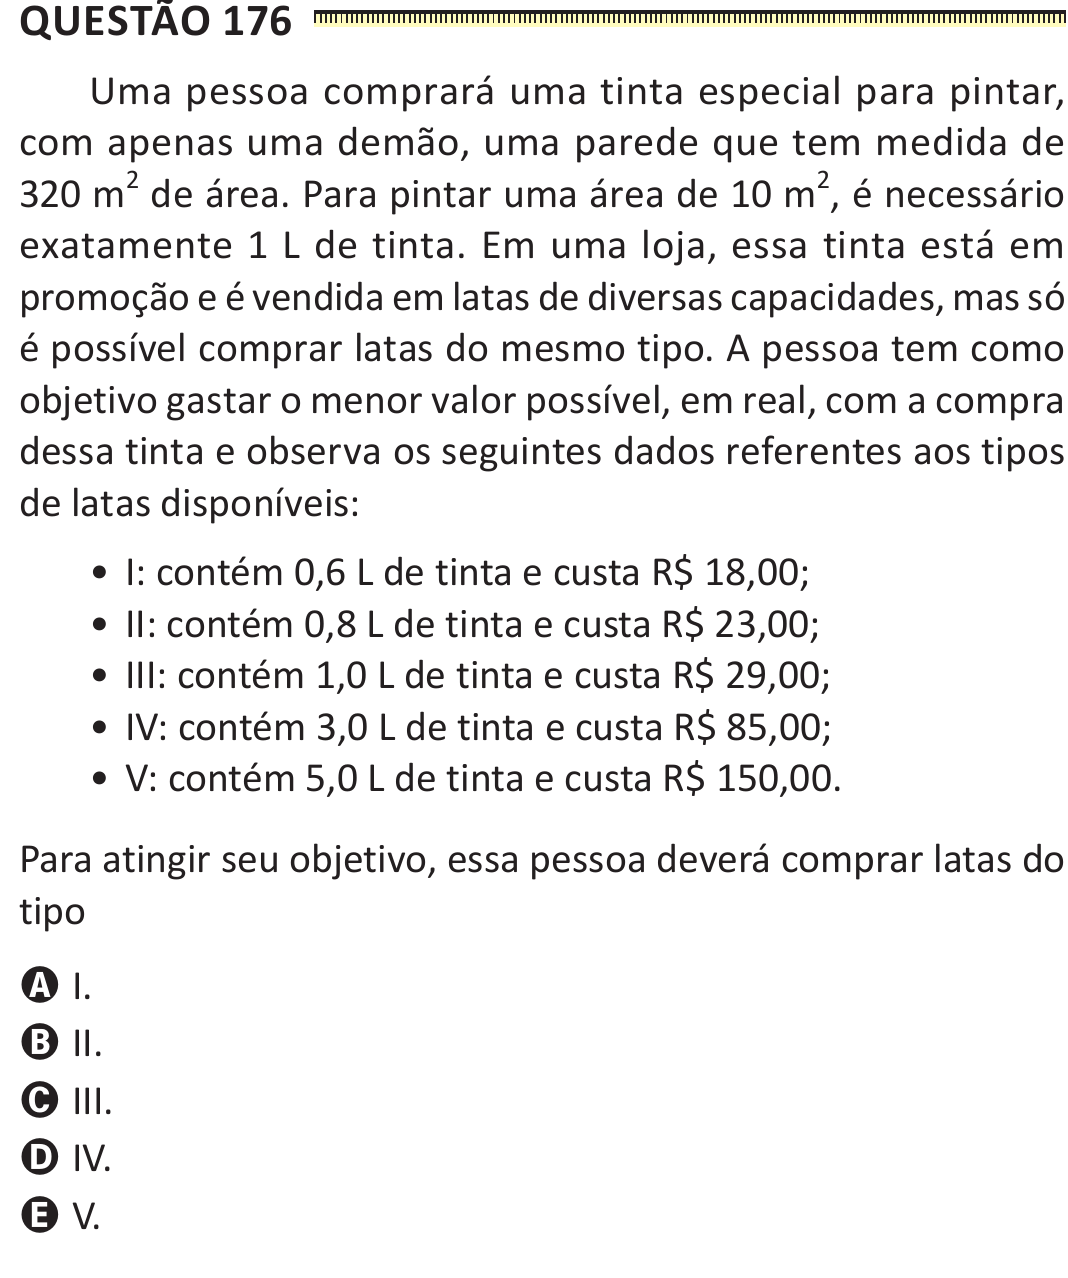 QUESTÃO 176
Uma pessoa comprará uma tinta especial para pintar,
com apenas uma demão, uma parede que tem medida de
320 m² de área. Para pintar uma área de 10 m², é necessário
exatamente 1 L de tinta. Em uma loja, essa tinta está em
promoção e é vendida em latas de diversas capacidades, mas só
é possível comprar latas do mesmo tipo. A pessoa tem como
objetivo gastar o menor valor possível, em real, com a compra
dessa tinta e observa os seguintes dados referentes aos tipos
de latas disponíveis:
• I: contém 0,6 L de tinta e custa R$ 18,00;
• II: contém 0,8 L de tinta e custa R$ 23,00;
• III: contém 1,0 L de tinta e custa R$ 29,00;
• IV: contém 3,0 L de tinta e custa R$ 85,00;
• V: contém 5,0 L de tinta e custa R$ 150,00.
Para atingir seu objetivo, essa pessoa deverá comprar latas do
tipo
A I.
B II.
C III.
D IV.
E V.